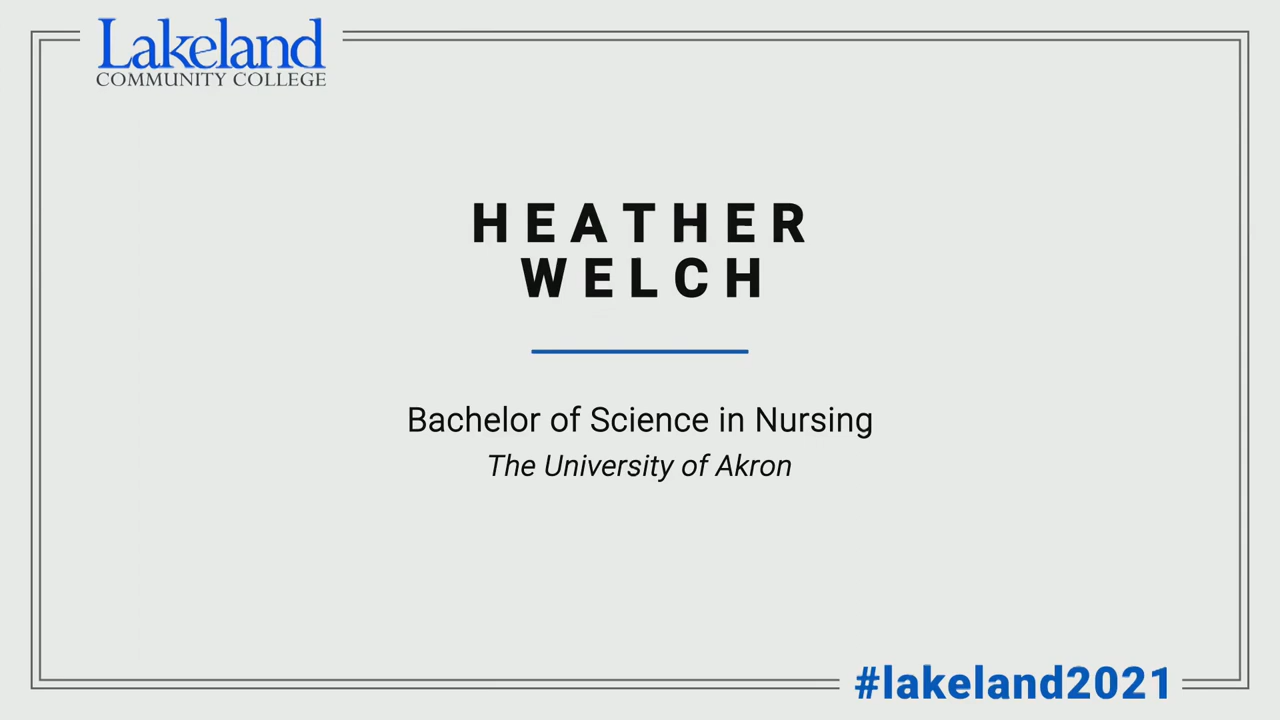 Lakeland
COMMUNITY COLLEGE
HEATHER
WELCH
Bachelor of Science in Nursing
The University of Akron
#lakeland2021